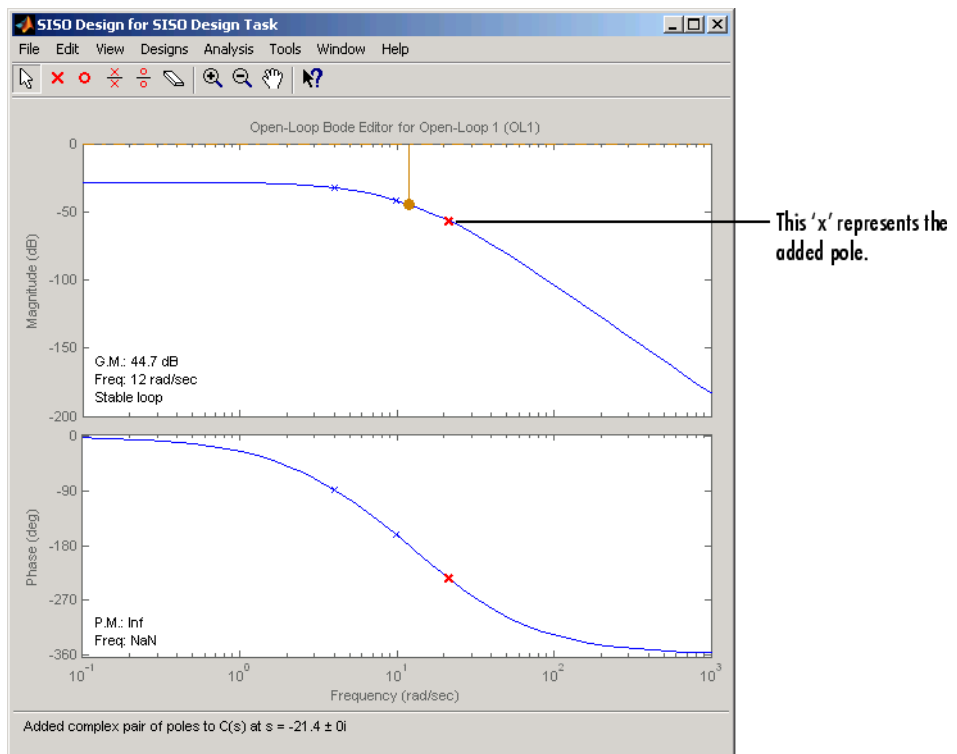 SISO Design for SISO Design Task
File Edit View Designs Analysis Tools Window Help
Open-Loop Bode Editor for Open-Loop 1 (OL1)
0
-50
-100
-150
-200
Magnitude (dB)
G.M.: 44.7 dB
Freq: 12 rad/sec
Stable loop
This 'x' represents the
added pole.
0
-90
-180
-270
-360
Phase (deg)
P.M.: Inf
Freq: NaN
10^-1 10^0 10^1 10^2 10^3
Frequency (rad/sec)
Added complex pair of poles to C(s) at s = -21.4 ± 0i